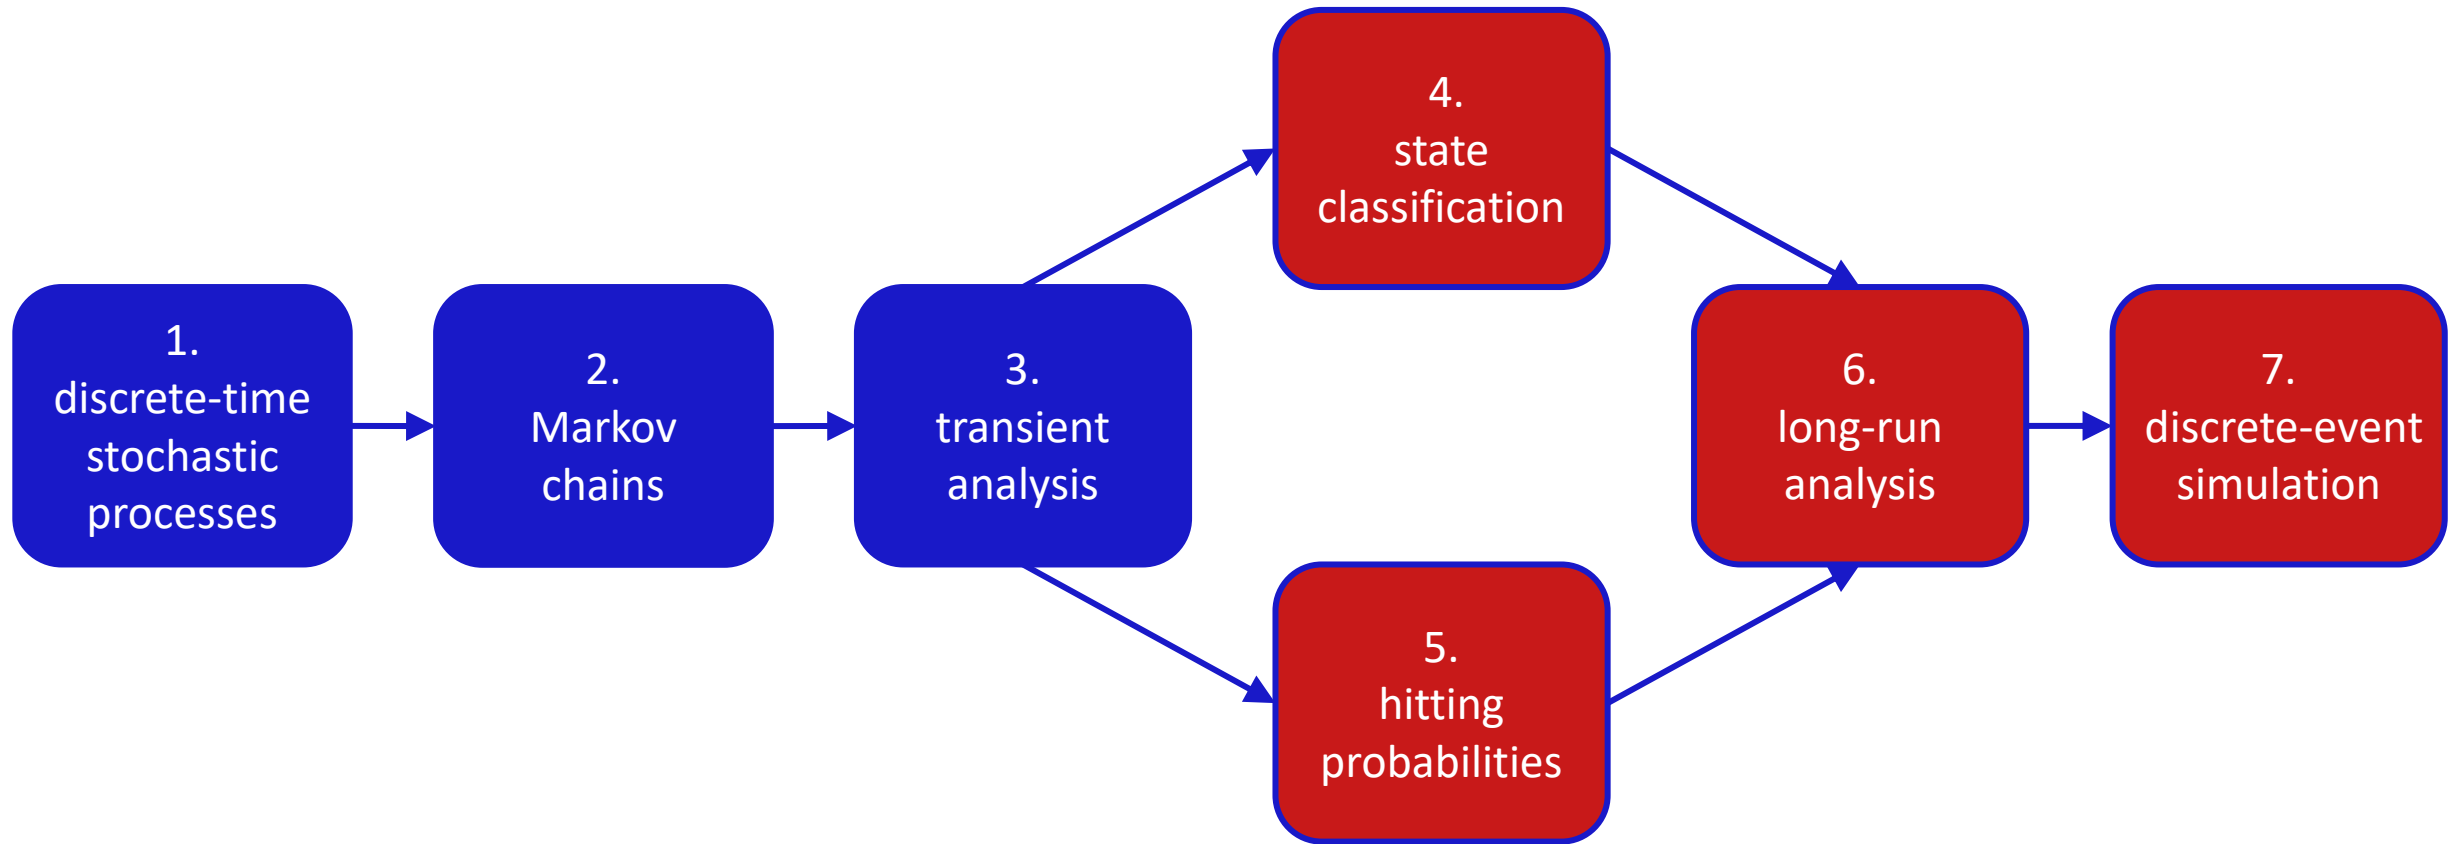 1.
discrete-time
stochastic
processes
2.
Markov
chains
3.
transient
analysis
4.
state
classification
5.
hitting
probabilities
6.
long-run
analysis
7.
discrete-event
simulation